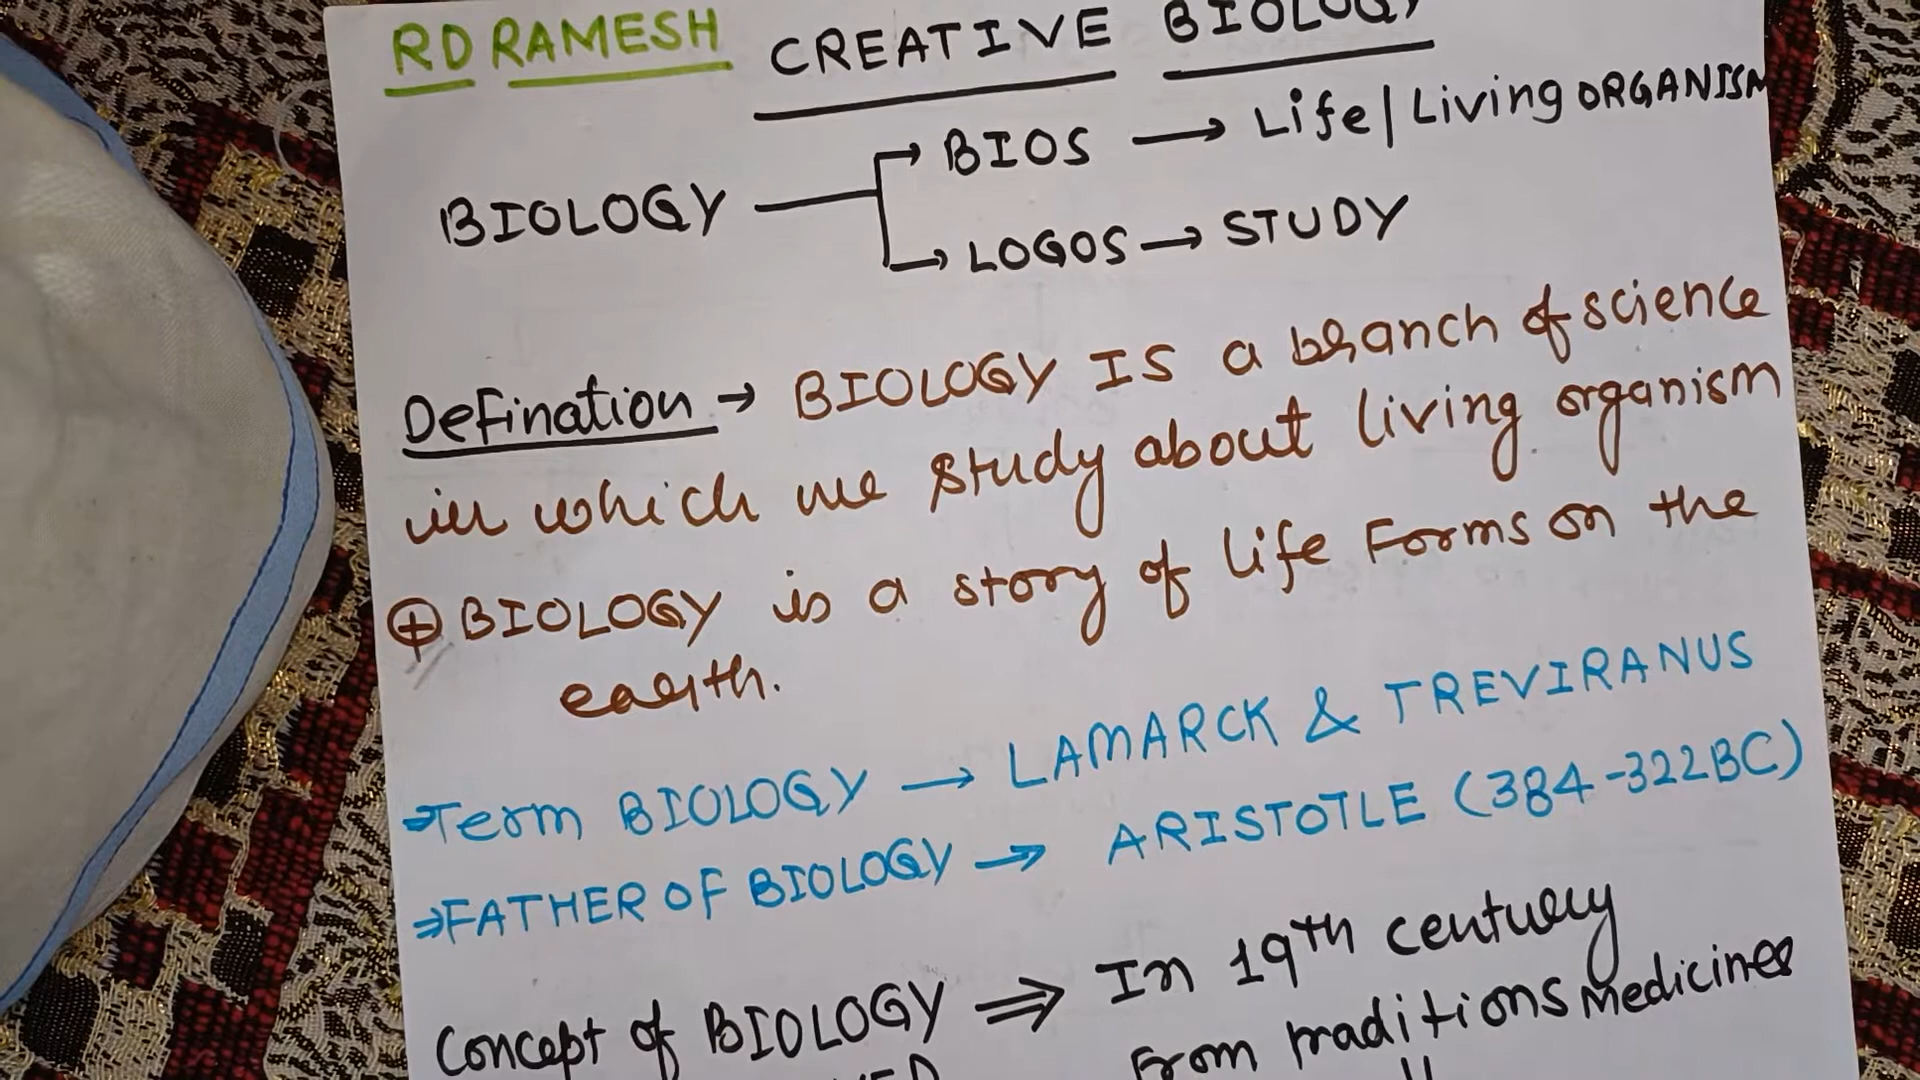 RD RAMESH CREATIVE BIOLOGY
BIOLOGY
BIOS → Life | Living ORGANISM
LOGOS → STUDY
Defination → BIOLOGY IS a branch of science
in which we study about living organism
⊕ BIOLOGY is a story of life Forms on the
earth.
→ Term BIOLOGY → LAMARCK & TREVIRANUS
⇒ FATHER OF BIOLOGY → ARISTOTLE (384-322BC)
Concept of BIOLOGY ⇒ In 19th century
From traditions Medicines